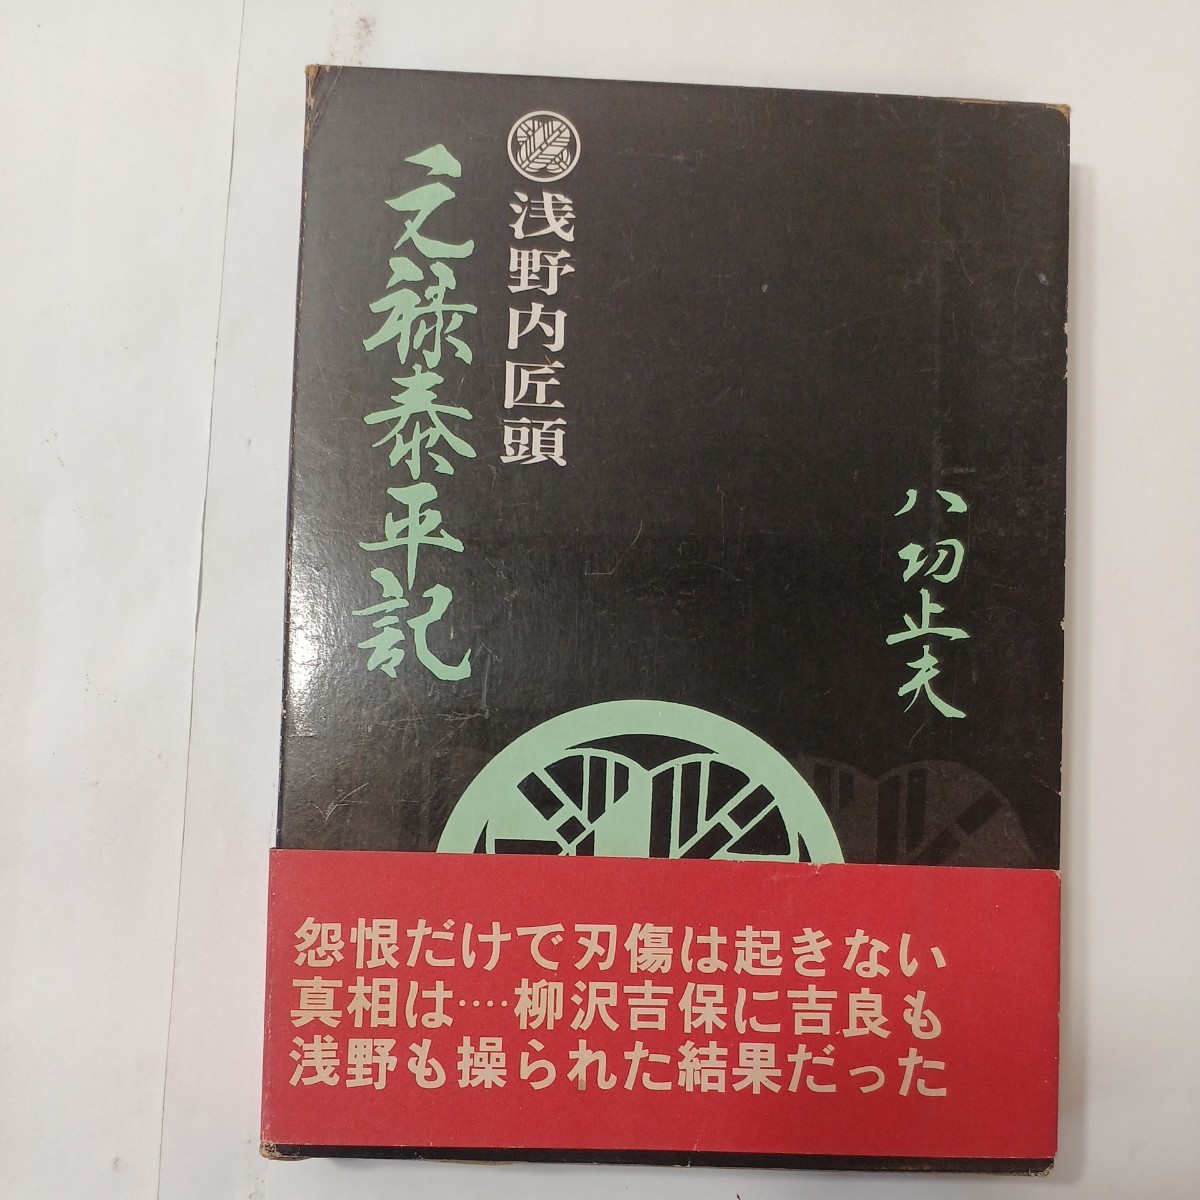 浅野内匠頭
文禄泰平記
八切止夫
怨恨だけで刃傷は起きない
真相は‥‥柳沢吉保に吉良も
浅野も操られた結果だった